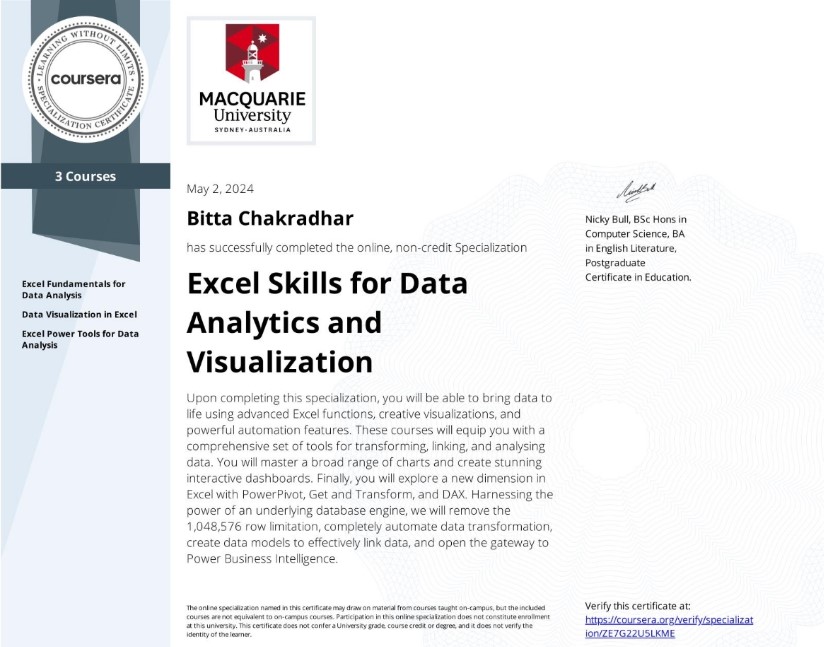 LEARNING WITHOUT LIMITS
coursera
SPECIALIZATION CERTIFICATE
3 Courses
Excel Fundamentals for
Data Analysis
Data Visualization in Excel
Excel Power Tools for Data
Analysis
MACQUARIE
University
SYDNEY·AUSTRALIA
May 2, 2024
Bitta Chakradhar
has successfully completed the online, non-credit Specialization
Excel Skills for Data
Analytics and
Visualization
Upon completing this specialization, you will be able to bring data to
life using advanced Excel functions, creative visualizations, and
powerful automation features. These courses will equip you with a
comprehensive set of tools for transforming, linking, and analysing
data. You will master a broad range of charts and create stunning
interactive dashboards. Finally, you will explore a new dimension in
Excel with PowerPivot, Get and Transform, and DAX. Harnessing the
power of an underlying database engine, we will remove the
1,048,576 row limitation, completely automate data transformation,
create data models to effectively link data, and open the gateway to
Power Business Intelligence.
Nicky Bull, BSc Hons in
Computer Science, BA
in English Literature,
Postgraduate
Certificate in Education.
The online specialization named in this certificate may draw on material from courses taught on-campus, but the included
courses are not equivalent to on-campus courses. Participation in this online specialization does not constitute enrollment
at this university. This certificate does not confer a University grade, course credit or degree, and it does not verify the
identity of the learner.
Verify this certificate at:
https://coursera.org/verify/specializat
ion/ZE7G22U5LKME